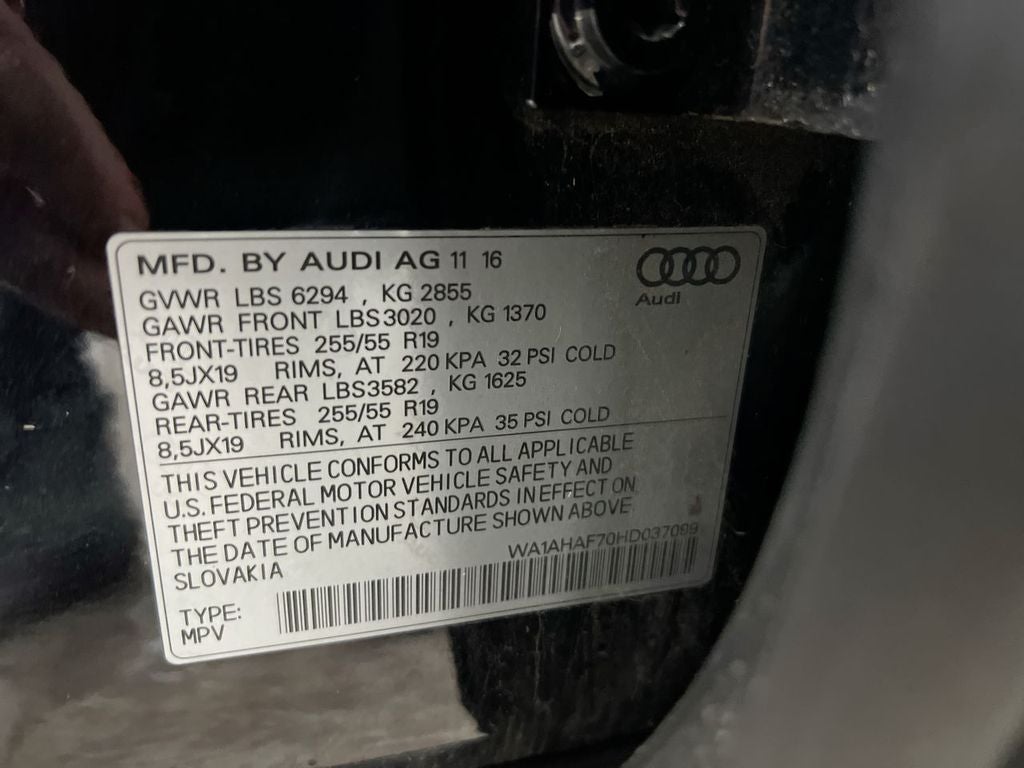 MFD. BY AUDI AG 11 16
Audi
GVWR LBS 6294 , KG 2855
GAWR FRONT LBS3020 , KG 1370
FRONT-TIRES 255/55 R19
8,5JX19 RIMS, AT 220 KPA 32 PSI COLD
GAWR REAR LBS3582 , KG 1625
REAR-TIRES 255/55 R19
8,5JX19 RIMS, AT 240 KPA 35 PSI COLD
THIS VEHICLE CONFORMS TO ALL APPLICABLE
U.S. FEDERAL MOTOR VEHICLE SAFETY AND
THEFT PREVENTION STANDARDS IN EFFECT ON
THE DATE OF MANUFACTURE SHOWN ABOVE
SLOVAKIA
WA1AHAF70HD037099
TYPE:
MPV